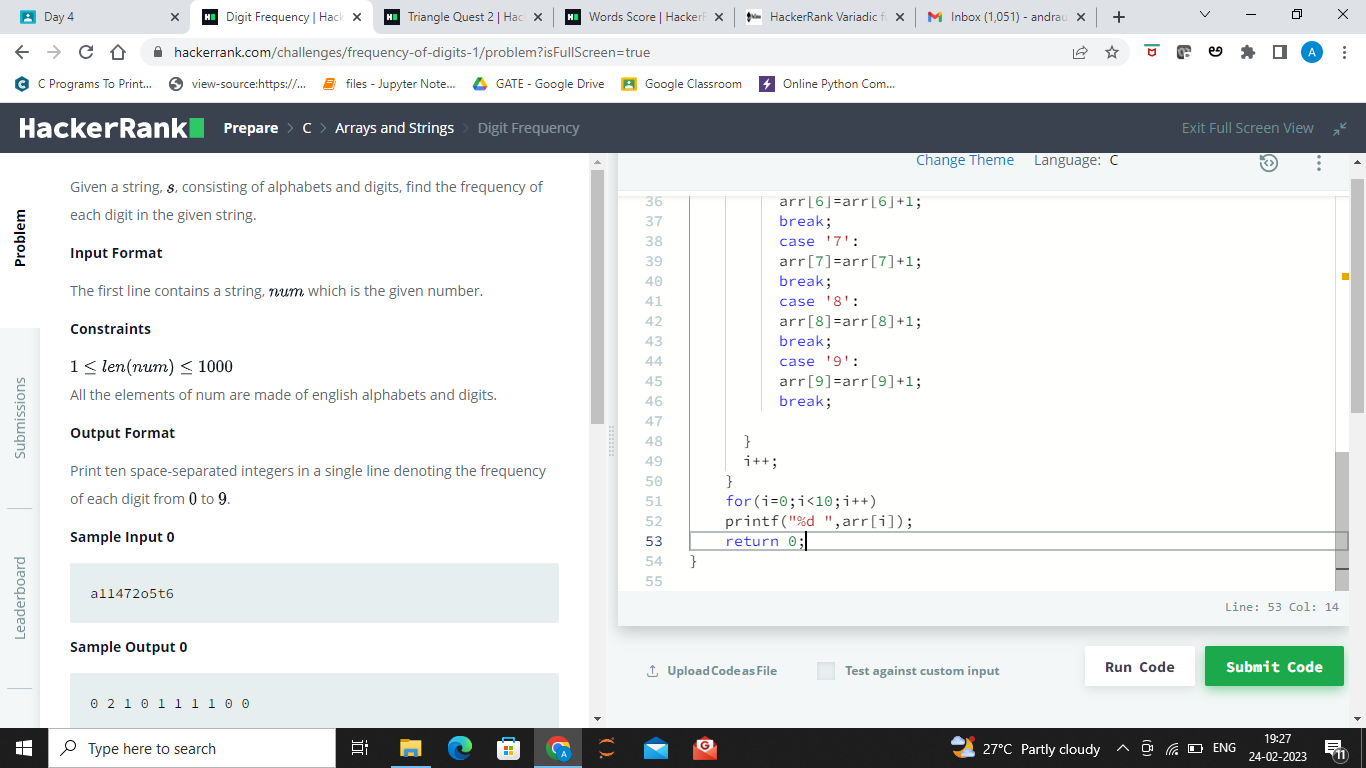 Day 4
Digit Frequency | Hack
Triangle Quest 2 | Hac
Words Score | HackerR
HackerRank Variadic fu
Inbox (1,051) - andrau
hackerrank.com/challenges/frequency-of-digits-1/problem?isFullScreen=true
A
C Programs To Print...
view-source:https://...
files - Jupyter Note...
GATE - Google Drive
Google Classroom
Online Python Com...
HackerRank
Prepare > C > Arrays and Strings > Digit Frequency
Exit Full Screen View
Problem
Submissions
Leaderboard
Given a string, s, consisting of alphabets and digits, find the frequency of
each digit in the given string.
Input Format
The first line contains a string, num which is the given number.
Constraints
1 ≤ len(num) ≤ 1000
All the elements of num are made of english alphabets and digits.
Output Format
Print ten space-separated integers in a single line denoting the frequency
of each digit from 0 to 9.
Sample Input 0
a11472o5t6
Sample Output 0
0 2 1 0 1 1 1 1 0 0
Change Theme Language: C
36 arr[6]=arr[6]+1;
37 break;
38 case '7':
39 arr[7]=arr[7]+1;
40 break;
41 case '8':
42 arr[8]=arr[8]+1;
43 break;
44 case '9':
45 arr[9]=arr[9]+1;
46 break;
47
48 }
49 i++;
50 }
51 for(i=0;i<10;i++)
52 printf("%d ",arr[i]);
53 return 0;
54 }
55
Line: 53 Col: 14
Upload Code as File
Test against custom input
Run Code
Submit Code
Type here to search
27°C Partly cloudy
ENG
19:27
24-02-2023
11